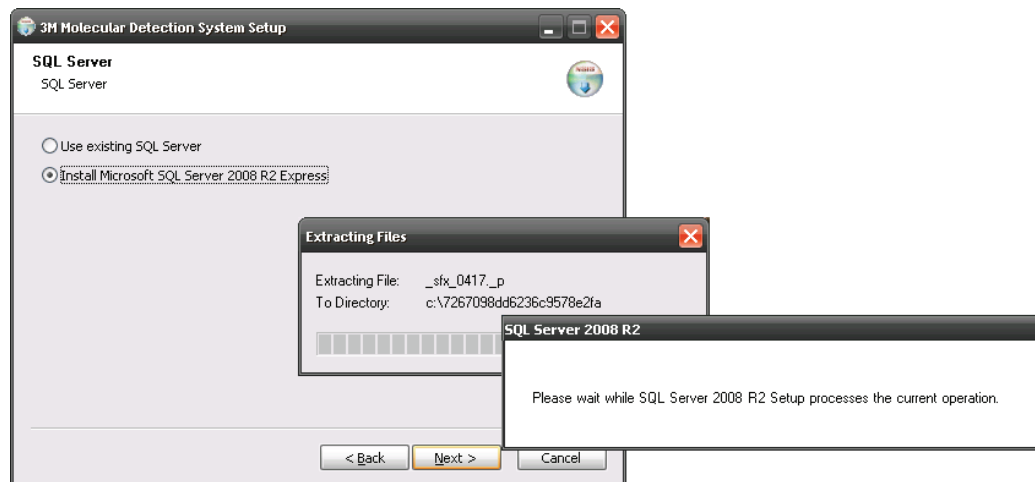 3M Molecular Detection System Setup
SQL Server
SQL Server
Use existing SQL Server
Install Microsoft SQL Server 2008 R2 Express
Extracting Files
Extracting File: _sfx_0417._p
To Directory: c:\7267098dd6236c9578e2fa
SQL Server 2008 R2
Please wait while SQL Server 2008 R2 Setup processes the current operation.
< Back Next > Cancel